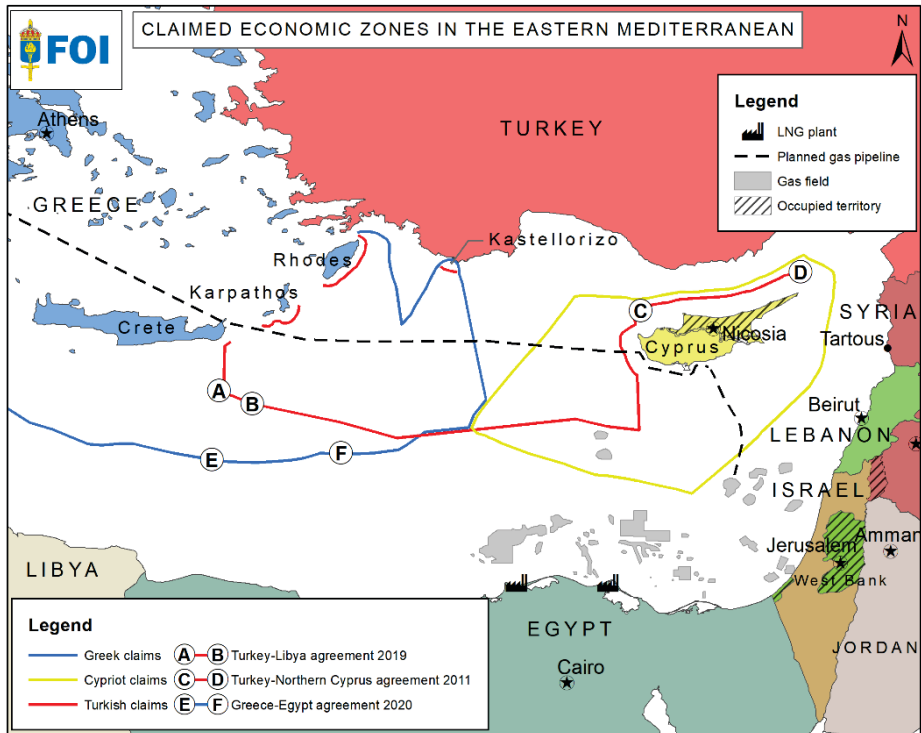 FOI
CLAIMED ECONOMIC ZONES IN THE EASTERN MEDITERRANEAN
N
Legend
LNG plant
Planned gas pipeline
Gas field
Occupied territory
Athens
TURKEY
GREECE
Kastellorizo
Rhodes
Karpathos
D
C
SYRIA
Crete
Nicosia
Cyprus
Tartous
A
B
Beirut
LEBANON
E
F
ISRAEL
Jerusalem
Amman
West Bank
LIBYA
EGYPT
JORDAN
Cairo
Legend
Greek claims
A B Turkey-Libya agreement 2019
Cypriot claims
C D Turkey-Northern Cyprus agreement 2011
Turkish claims
E F Greece-Egypt agreement 2020